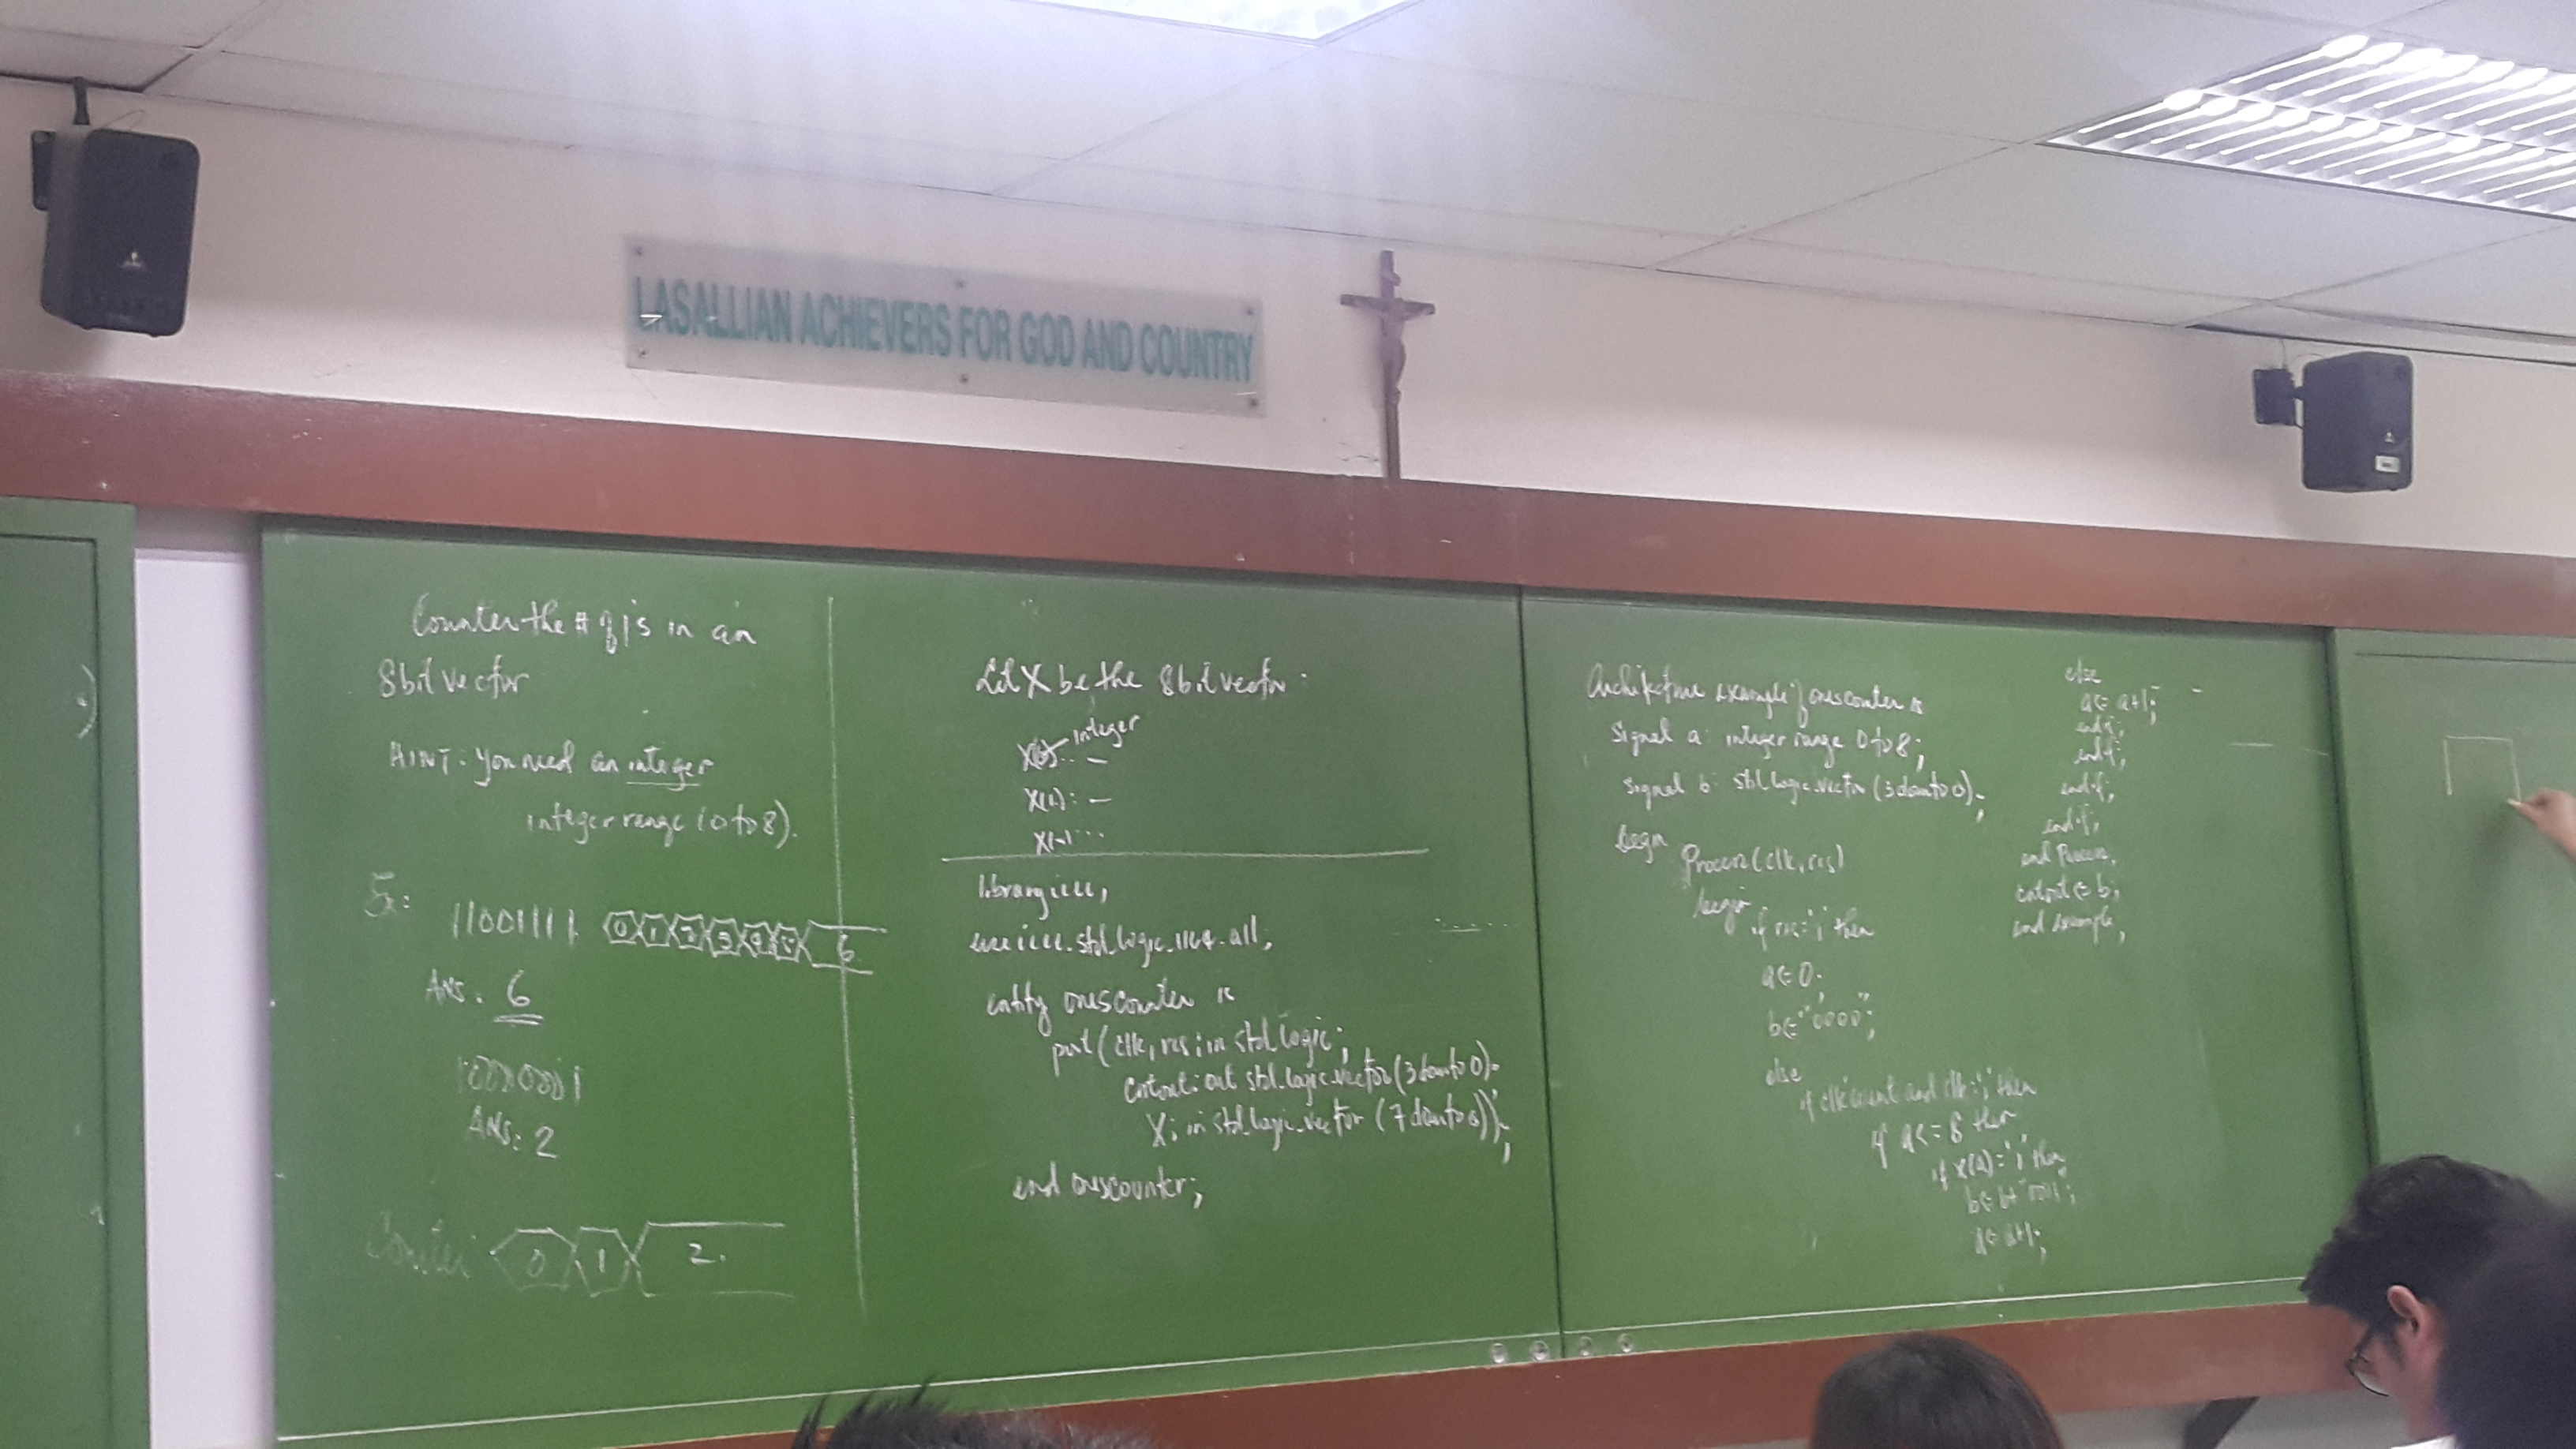 LASALLIAN ACHIEVERS FOR GOD AND COUNTRY
Counter the # of 1s in an
8bit vector
HINT: You need an integer
integer range (0 to 8).
Ex:
11001111 0 1 2 3 4 5 6
ANS: 6
ANS: 2
Counter 0 1 2.
Let X be the 8bit vector.
integer
X(0): —
X(1): —
library ieee;
use ieee.std_logic_1164.all;
entity onescounter is
port (clk, res: in std_logic;
output: out std_logic_vector (3 downto 0);
X: in std_logic_vector (7 downto 0));
end onescounter;
Architecture example of onescounter is
Signal a: integer range 0 to 8;
Signal b: std_logic_vector (3 downto 0);
begin
Process (clk, res)
begin
if res='1' then
a<= 0;
b<= "0000";
else
if clk'event and clk='1' then
if a<= 8 then
if x(a)='1' then
b<= b+"0001";
a<= a+1;
else
a<= a+1;
end if;
end if;
end if;
end if;
end Process;
output <= b;
end example;